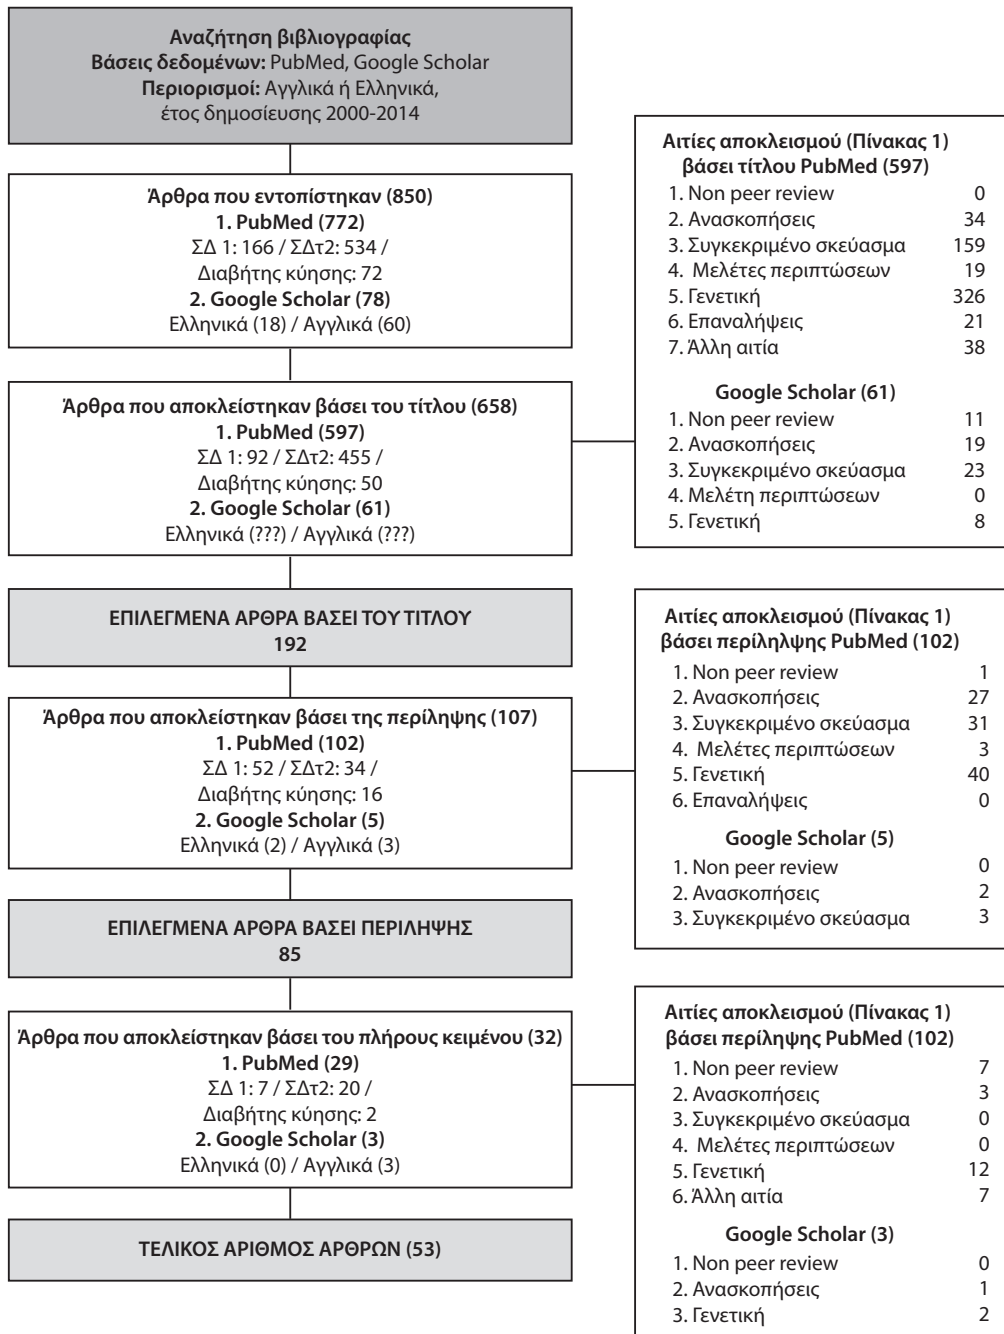 Αναζήτηση βιβλιογραφίας
Βάσεις δεδομένων: PubMed, Google Scholar
Περιορισμοί: Αγγλικά ή Ελληνικά,
έτος δημοσίευσης 2000-2014
Άρθρα που εντοπίστηκαν (850)
1. PubMed (772)
ΣΔ 1: 166 / ΣΔτ2: 534 /
Διαβήτης κύησης: 72
2. Google Scholar (78)
Ελληνικά (18) / Αγγλικά (60)
Άρθρα που αποκλείστηκαν βάσει του τίτλου (658)
1. PubMed (597)
ΣΔ 1: 92 / ΣΔτ2: 455 /
Διαβήτης κύησης: 50
2. Google Scholar (61)
Ελληνικά (???) / Αγγλικά (???)
Αιτίες αποκλεισμού (Πίνακας 1)
βάσει τίτλου PubMed (597)
1. Non peer review 0
2. Ανασκοπήσεις 34
3. Συγκεκριμένο σκεύασμα 159
4. Μελέτες περιπτώσεων 19
5. Γενετική 326
6. Επαναλήψεις 21
7. Άλλη αιτία 38
Google Scholar (61)
1. Non peer review 11
2. Ανασκοπήσεις 19
3. Συγκεκριμένο σκεύασμα 23
4. Μελέτη περιπτώσεων 0
5. Γενετική 8
ΕΠΙΛΕΓΜΕΝΑ ΑΡΘΡΑ ΒΑΣΕΙ ΤΟΥ ΤΙΤΛΟΥ
192
Άρθρα που αποκλείστηκαν βάσει της περίληψης (107)
1. PubMed (102)
ΣΔ 1: 52 / ΣΔτ2: 34 /
Διαβήτης κύησης: 16
2. Google Scholar (5)
Ελληνικά (2) / Αγγλικά (3)
Αιτίες αποκλεισμού (Πίνακας 1)
βάσει περίληλψης PubMed (102)
1. Non peer review 1
2. Ανασκοπήσεις 27
3. Συγκεκριμένο σκεύασμα 31
4. Μελέτες περιπτώσεων 3
5. Γενετική 40
6. Επαναλήψεις 0
Google Scholar (5)
1. Non peer review 0
2. Ανασκοπήσεις 2
3. Συγκεκριμένο σκεύασμα 3
ΕΠΙΛΕΓΜΕΝΑ ΑΡΘΡΑ ΒΑΣΕΙ ΠΕΡΙΛΗΨΗΣ
85
Άρθρα που αποκλείστηκαν βάσει του πλήρους κειμένου (32)
1. PubMed (29)
ΣΔ 1: 7 / ΣΔτ2: 20 /
Διαβήτης κύησης: 2
2. Google Scholar (3)
Ελληνικά (0) / Αγγλικά (3)
Αιτίες αποκλεισμού (Πίνακας 1)
βάσει περίληψης PubMed (102)
1. Non peer review 7
2. Ανασκοπήσεις 3
3. Συγκεκριμένο σκεύασμα 0
4. Μελέτες περιπτώσεων 0
5. Γενετική 12
6. Άλλη αιτία 7
Google Scholar (3)
1. Non peer review 0
2. Ανασκοπήσεις 1
3. Γενετική 2
ΤΕΛΙΚΟΣ ΑΡΙΘΜΟΣ ΑΡΘΡΩΝ (53)